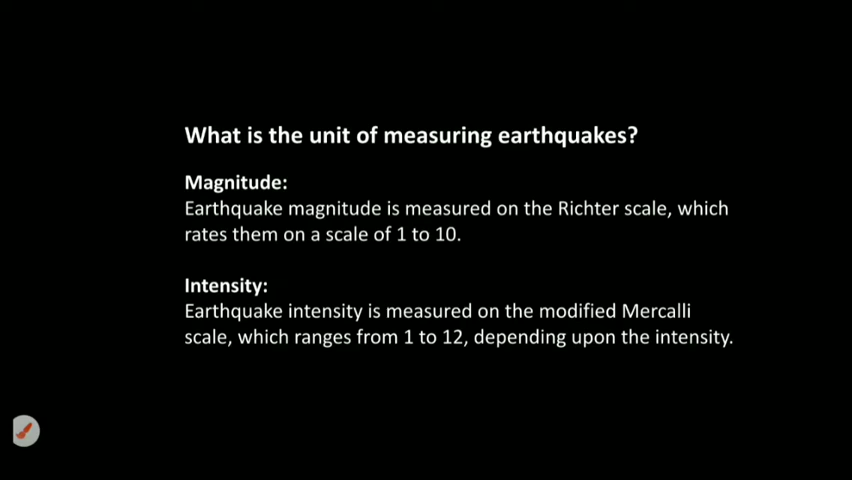 What is the unit of measuring earthquakes?
Magnitude:
Earthquake magnitude is measured on the Richter scale, which
rates them on a scale of 1 to 10.
Intensity:
Earthquake intensity is measured on the modified Mercalli
scale, which ranges from 1 to 12, depending upon the intensity.